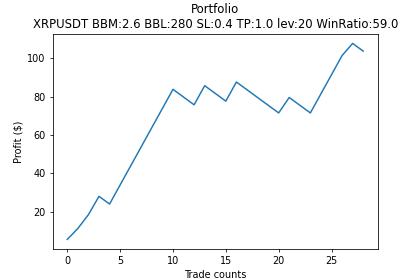 Portfolio
XRPUSDT BBM:2.6 BBL:280 SL:0.4 TP:1.0 lev:20 WinRatio:59.0
100
80
60
40
20
Profit ($)
0 5 10 15 20 25
Trade counts